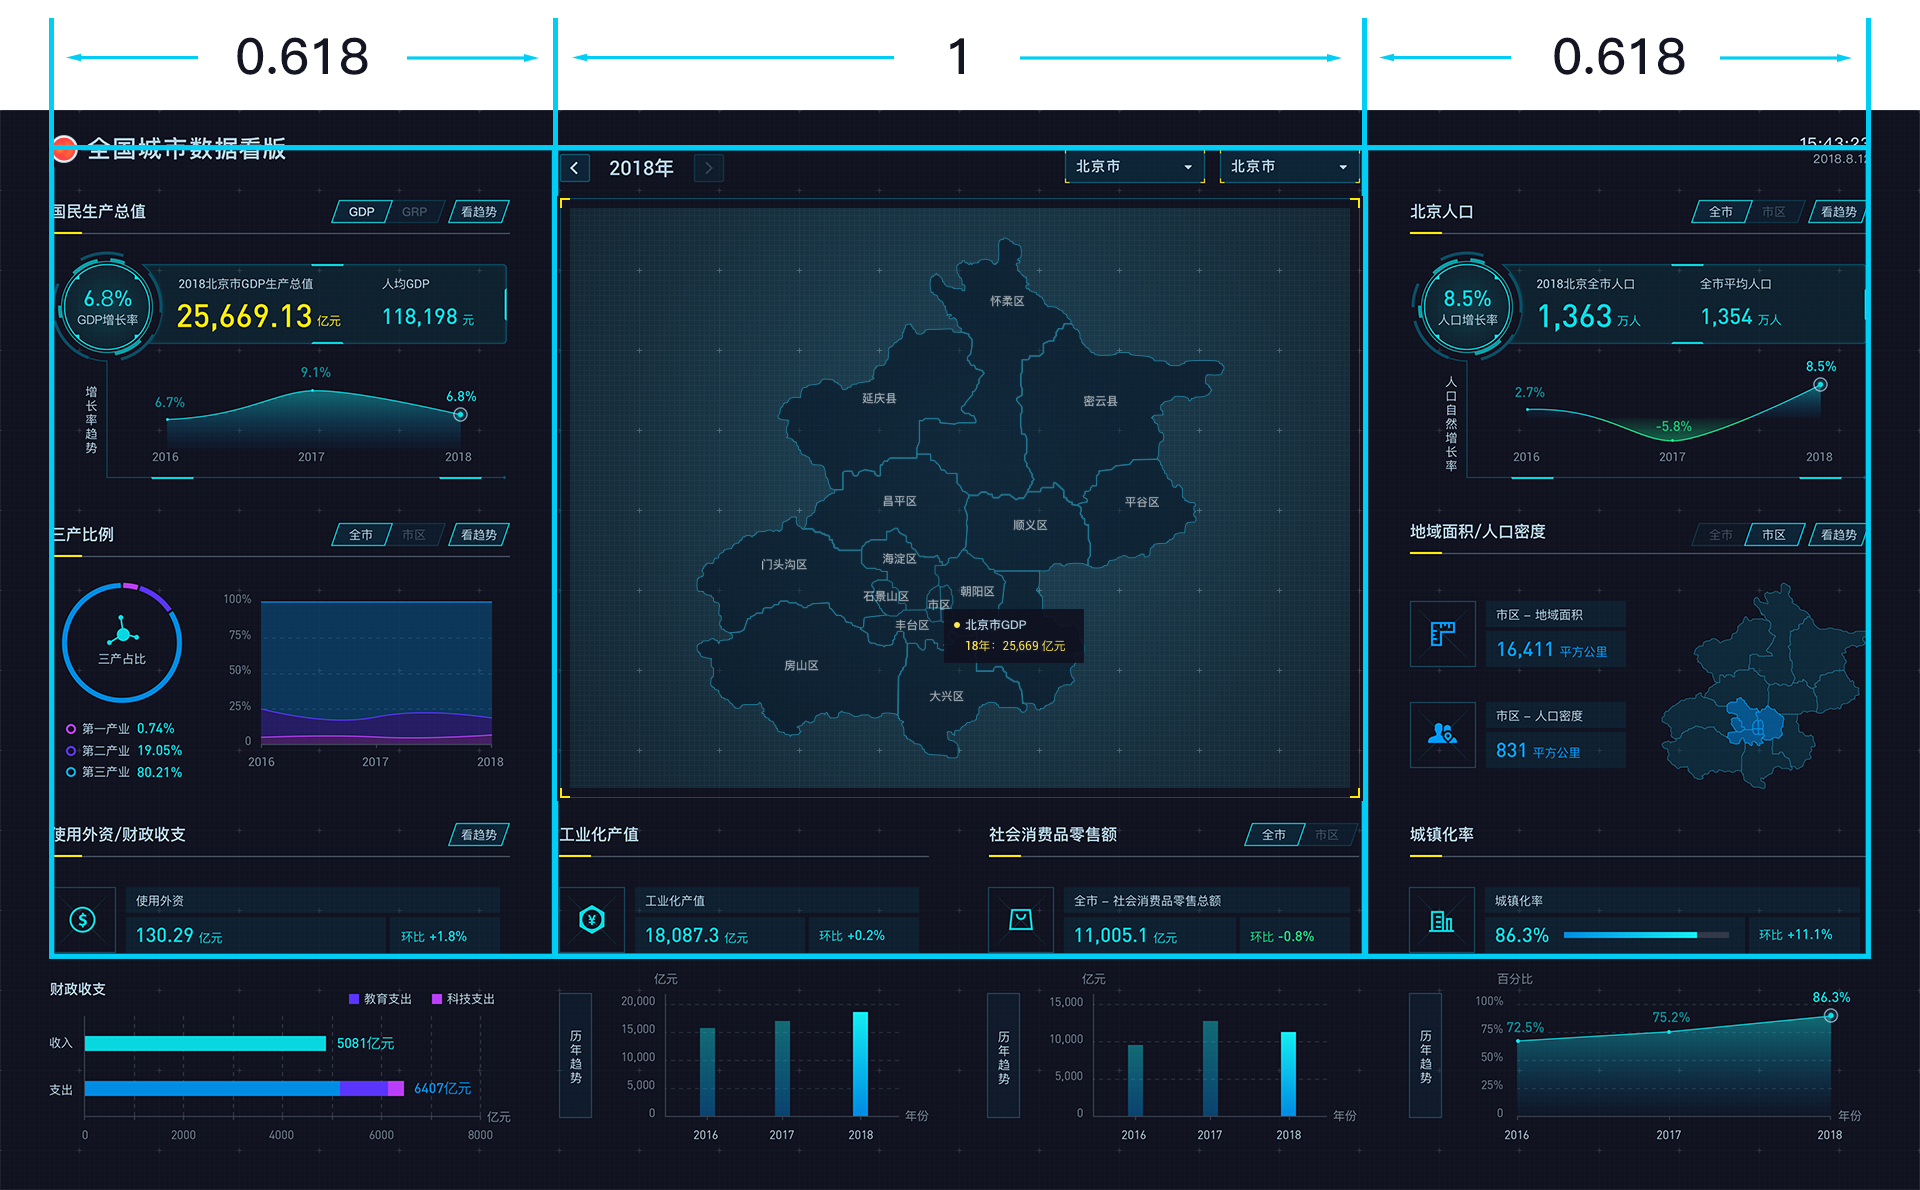 0.618
1
0.618
全国城市数据看版
15:43:23
2018.8.12
2018年
北京市
北京市
国民生产总值
GDP
GRP
看趋势
6.8%
GDP增长率
2018北京市GDP生产总值
25,669.13 亿元
人均GDP
118,198 元
增长率趋势
6.7%
9.1%
6.8%
2016
2017
2018
三产比例
全市
市区
看趋势
三产占比
第一产业 0.74%
第二产业 19.05%
第三产业 80.21%
100%
75%
50%
25%
0
2016
2017
2018
使用外资/财政收支
看趋势
使用外资
130.29 亿元
环比 +1.8%
财政收支
教育支出
科技支出
收入
5081亿元
支出
6407亿元
亿元
0
2000
4000
6000
8000
怀柔区
延庆县
密云县
昌平区
平谷区
顺义区
海淀区
门头沟区
石景山区
朝阳区
市区
丰台区
北京市GDP
18年: 25,669 亿元
房山区
大兴区
工业化产值
工业化产值
18,087.3 亿元
环比 +0.2%
历年趋势
亿元
20,000
15,000
10,000
5,000
0
年份
2016
2017
2018
社会消费品零售额
全市
市区
全市 – 社会消费品零售总额
11,005.1 亿元
环比 -0.8%
历年趋势
亿元
15,000
10,000
5,000
0
年份
2016
2017
2018
北京人口
全市
市区
看趋势
8.5%
人口增长率
2018北京全市人口
1,363 万人
全市平均人口
1,354 万人
人口自然增长率
2.7%
-5.8%
8.5%
2016
2017
2018
地域面积/人口密度
全市
市区
看趋势
市区 – 地域面积
16,411 平方公里
市区 – 人口密度
831 平方公里
城镇化率
城镇化率
86.3%
环比 +11.1%
历年趋势
百分比
100%
75%
50%
25%
0
72.5%
75.2%
86.3%
年份
2016
2017
2018